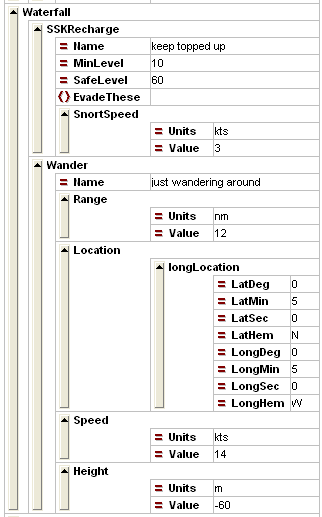 Waterfall
SSKRecharge
= Name keep topped up
= MinLevel 10
= SafeLevel 60
{} EvadeThese
SnortSpeed
= Units kts
= Value 3
Wander
= Name just wandering around
Range
= Units nm
= Value 12
Location
longLocation
= LatDeg 0
= LatMin 5
= LatSec 0
= LatHem N
= LongDeg 0
= LongMin 5
= LongSec 0
= LongHem W
Speed
= Units kts
= Value 14
Height
= Units m
= Value -60